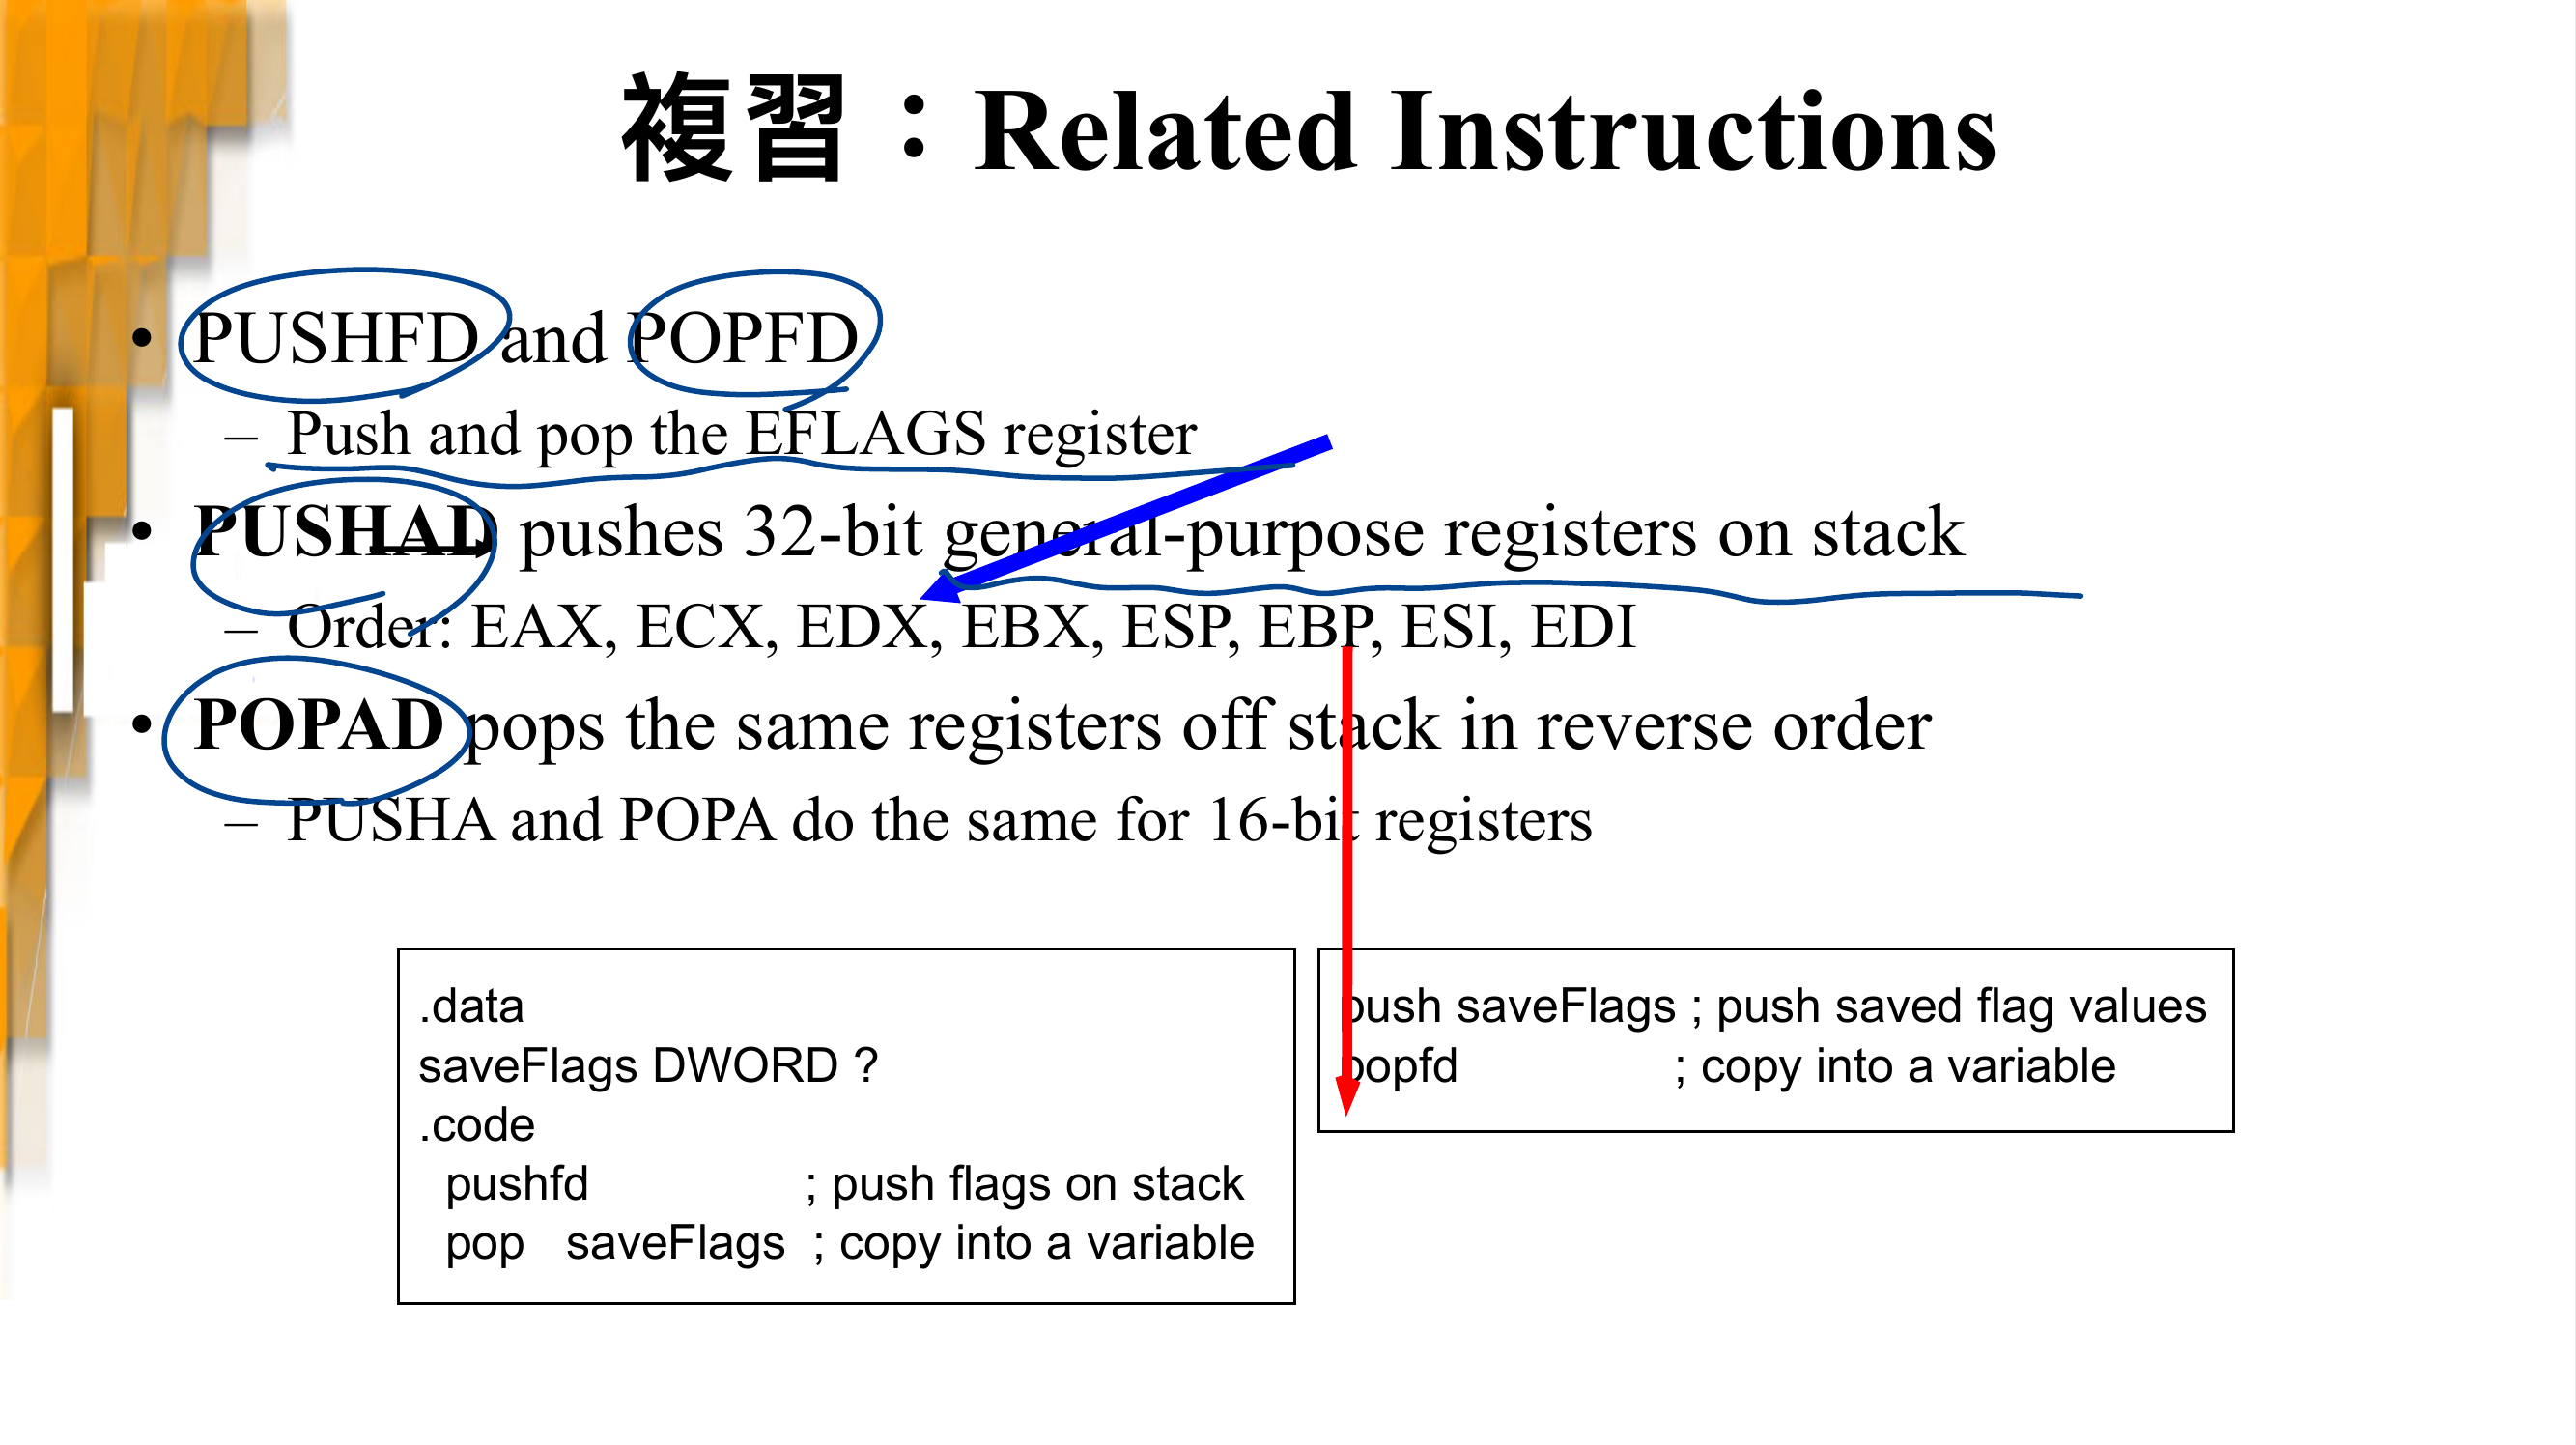 複習：Related Instructions
• PUSHFD and POPFD
– Push and pop the EFLAGS register
• PUSHAD pushes 32-bit general-purpose registers on stack
– Order: EAX, ECX, EDX, EBX, ESP, EBP, ESI, EDI
• POPAD pops the same registers off stack in reverse order
– PUSHA and POPA do the same for 16-bit registers
.data
saveFlags DWORD ?
.code
pushfd ; push flags on stack
pop saveFlags ; copy into a variable
push saveFlags ; push saved flag values
popfd ; copy into a variable